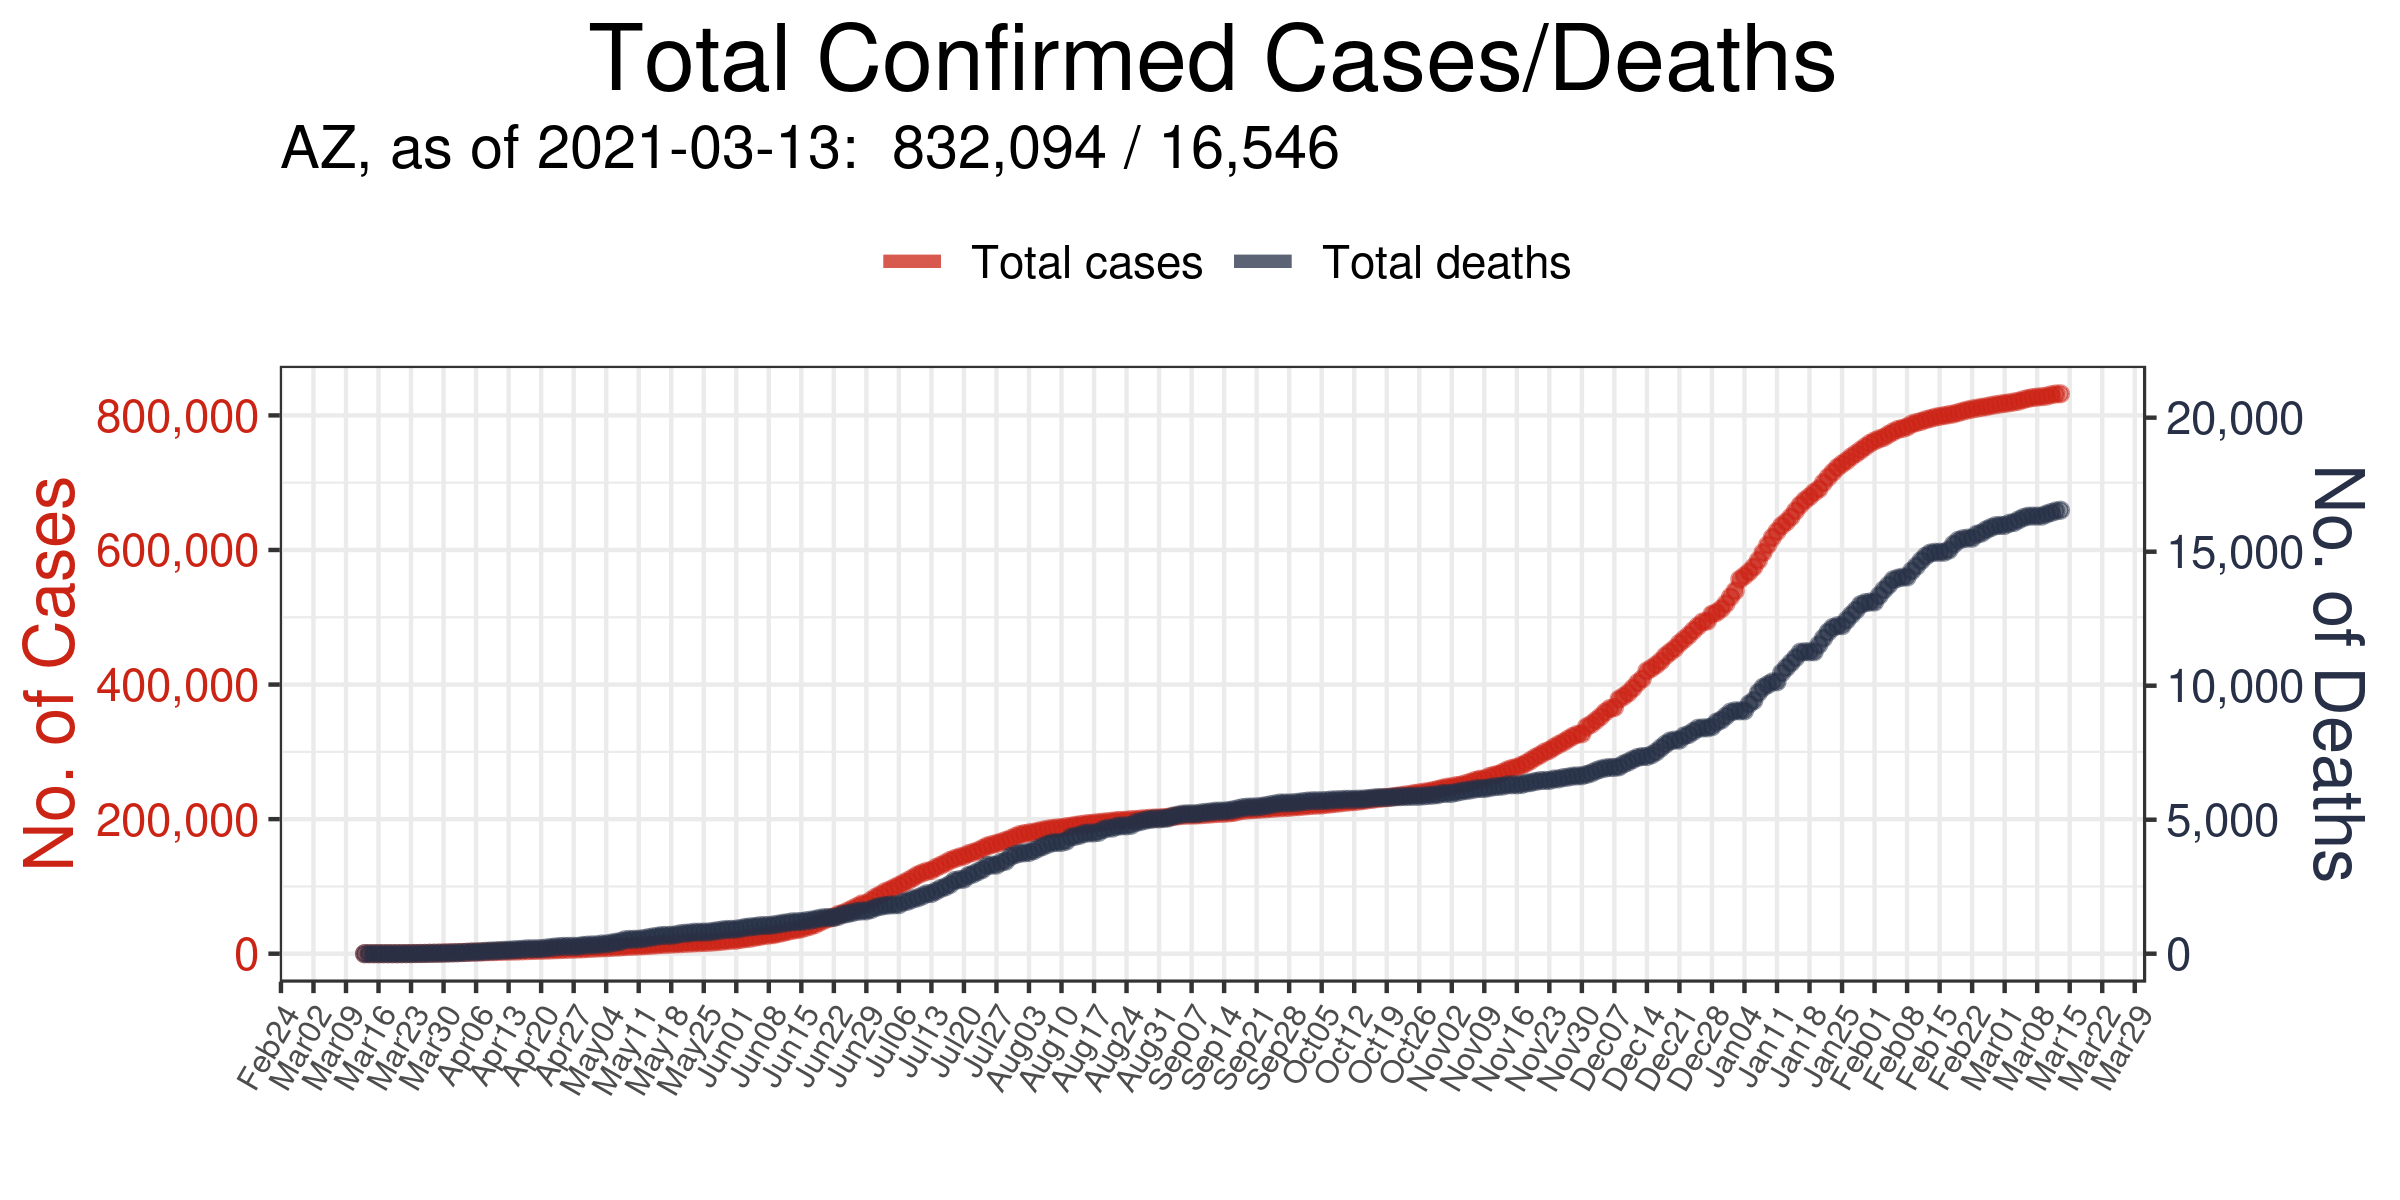 Total Confirmed Cases/Deaths
AZ, as of 2021-03-13:  832,094 / 16,546
Total cases
Total deaths
No. of Cases
800,000
600,000
400,000
200,000
0
20,000
15,000
10,000
5,000
0
No. of Deaths
Feb24
Mar02
Mar09
Mar16
Mar23
Mar30
Apr06
Apr13
Apr20
Apr27
May04
May11
May18
May25
Jun01
Jun08
Jun15
Jun22
Jun29
Jul06
Jul13
Jul20
Jul27
Aug03
Aug10
Aug17
Aug24
Aug31
Sep07
Sep14
Sep21
Sep28
Oct05
Oct12
Oct19
Oct26
Nov02
Nov09
Nov16
Nov23
Nov30
Dec07
Dec14
Dec21
Dec28
Jan04
Jan11
Jan18
Jan25
Feb01
Feb08
Feb15
Feb22
Mar01
Mar08
Mar15
Mar22
Mar29